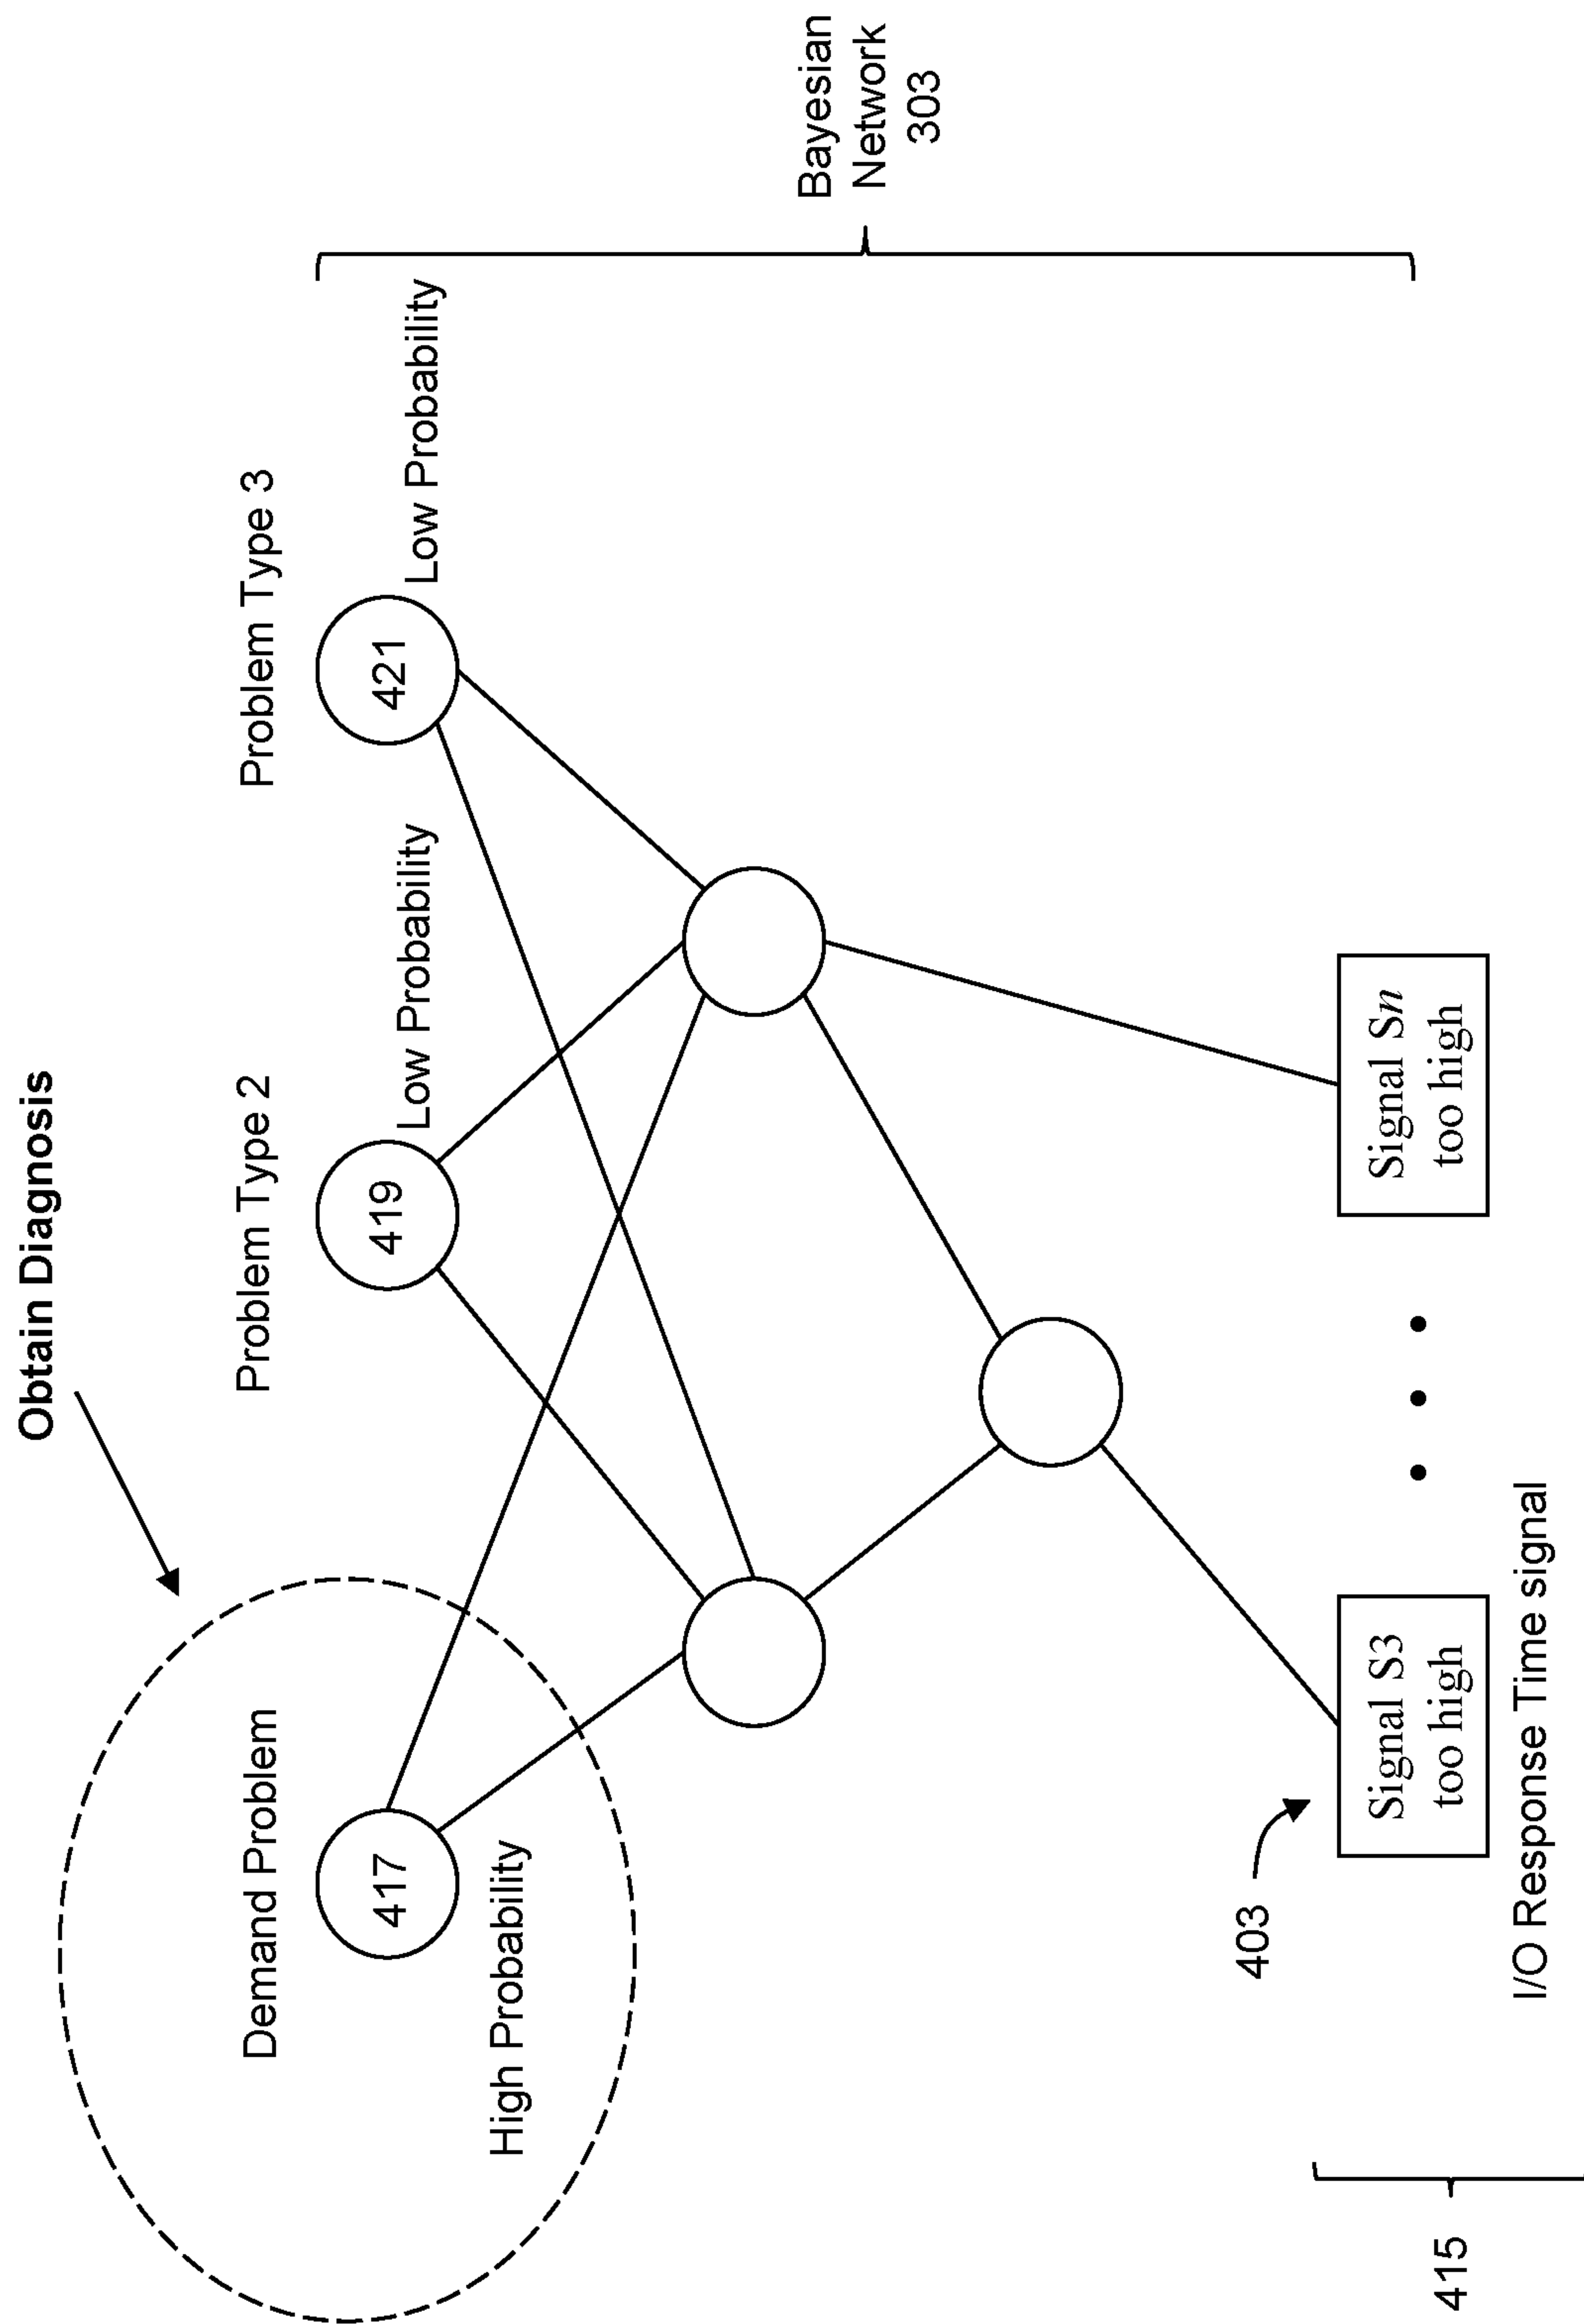 Obtain Diagnosis
Demand Problem
Problem Type 2
Problem Type 3
417
419
421
High Probability
Low Probability
Low Probability
Bayesian
Network
303
403
Signal S3
too high
Signal Sn
too high
I/O Response Time signal
415